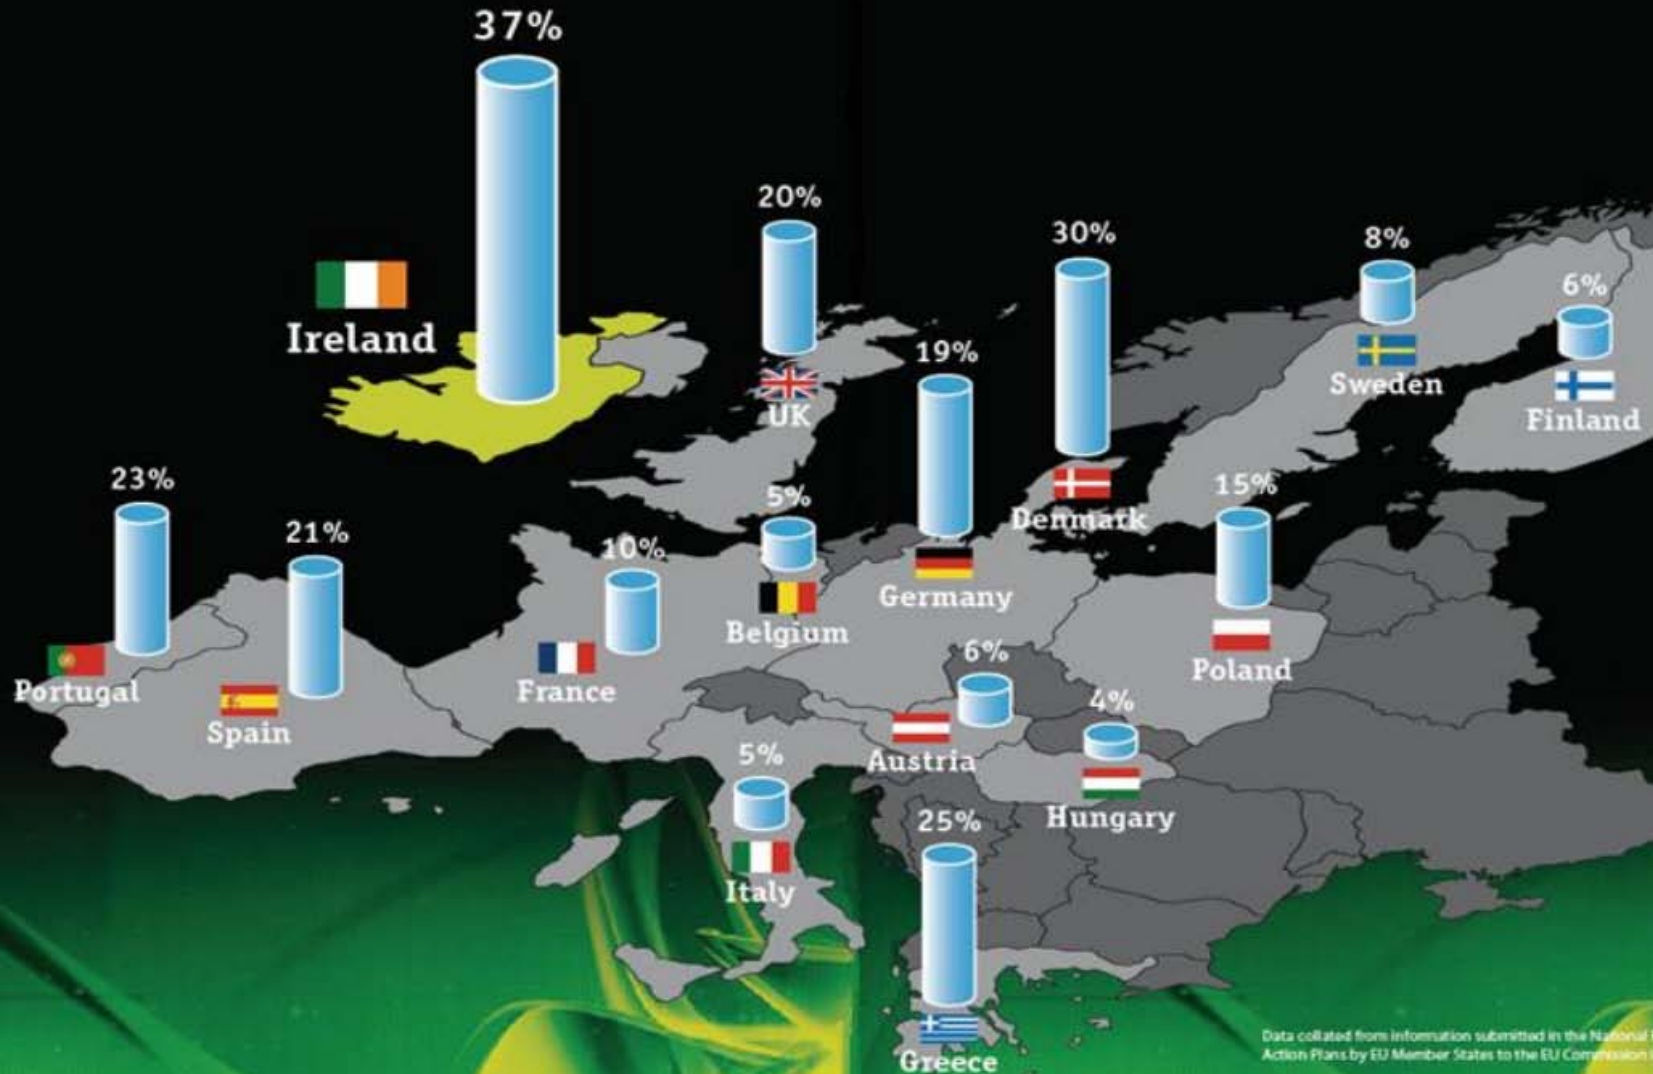 37%
Ireland
20%
UK
30%
Denmark
8%
Sweden
6%
Finland
19%
Germany
23%
Portugal
21%
Spain
10%
France
5%
Belgium
15%
Poland
6%
Austria
4%
Hungary
5%
Italy
25%
Greece
Data collated from information submitted in the National
Action Plans by EU Member States to the EU Commission